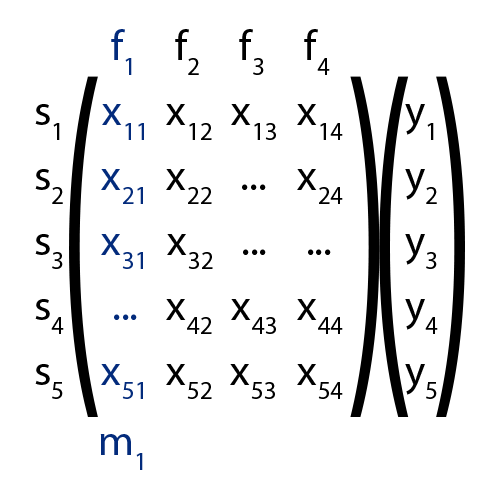 f₁ f₂ f₃ f₄
s₁ x₁₁ x₁₂ x₁₃ x₁₄ y₁
s₂ x₂₁ x₂₂ ... x₂₄ y₂
s₃ x₃₁ x₃₂ ... ... y₃
s₄ ... x₄₂ x₄₃ x₄₄ y₄
s₅ x₅₁ x₅₂ x₅₃ x₅₄ y₅
m₁